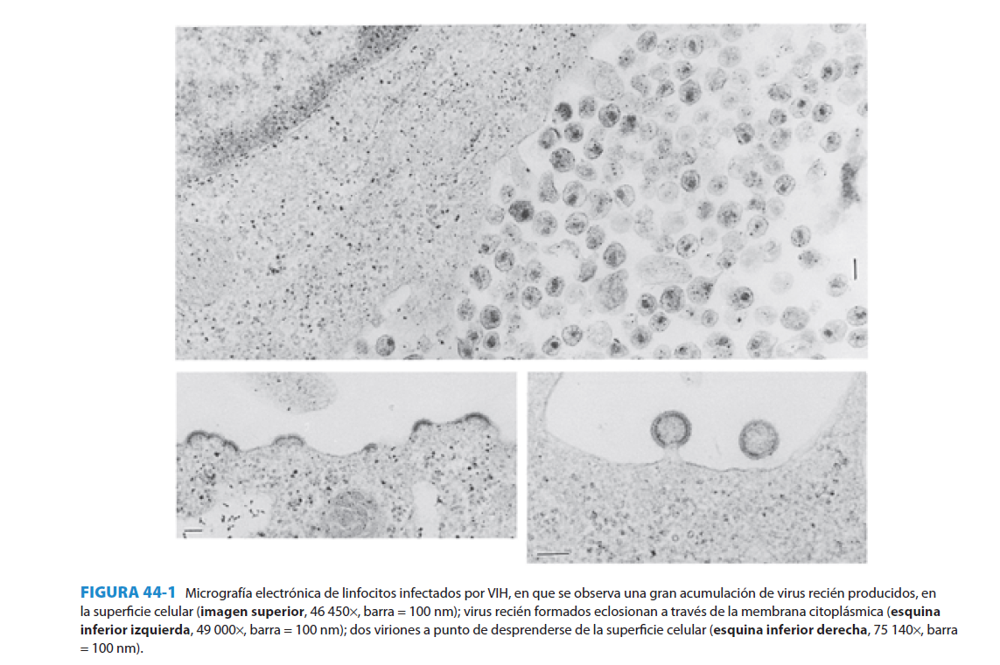 FIGURA 44-1 Micrografía electrónica de linfocitos infectados por VIH, en que se observa una gran acumulación de virus recién producidos, en
la superficie celular (imagen superior, 46 450×, barra = 100 nm); virus recién formados eclosionan a través de la membrana citoplásmica (esquina
inferior izquierda, 49 000×, barra = 100 nm); dos viriones a punto de desprenderse de la superficie celular (esquina inferior derecha, 75 140×, barra
= 100 nm).